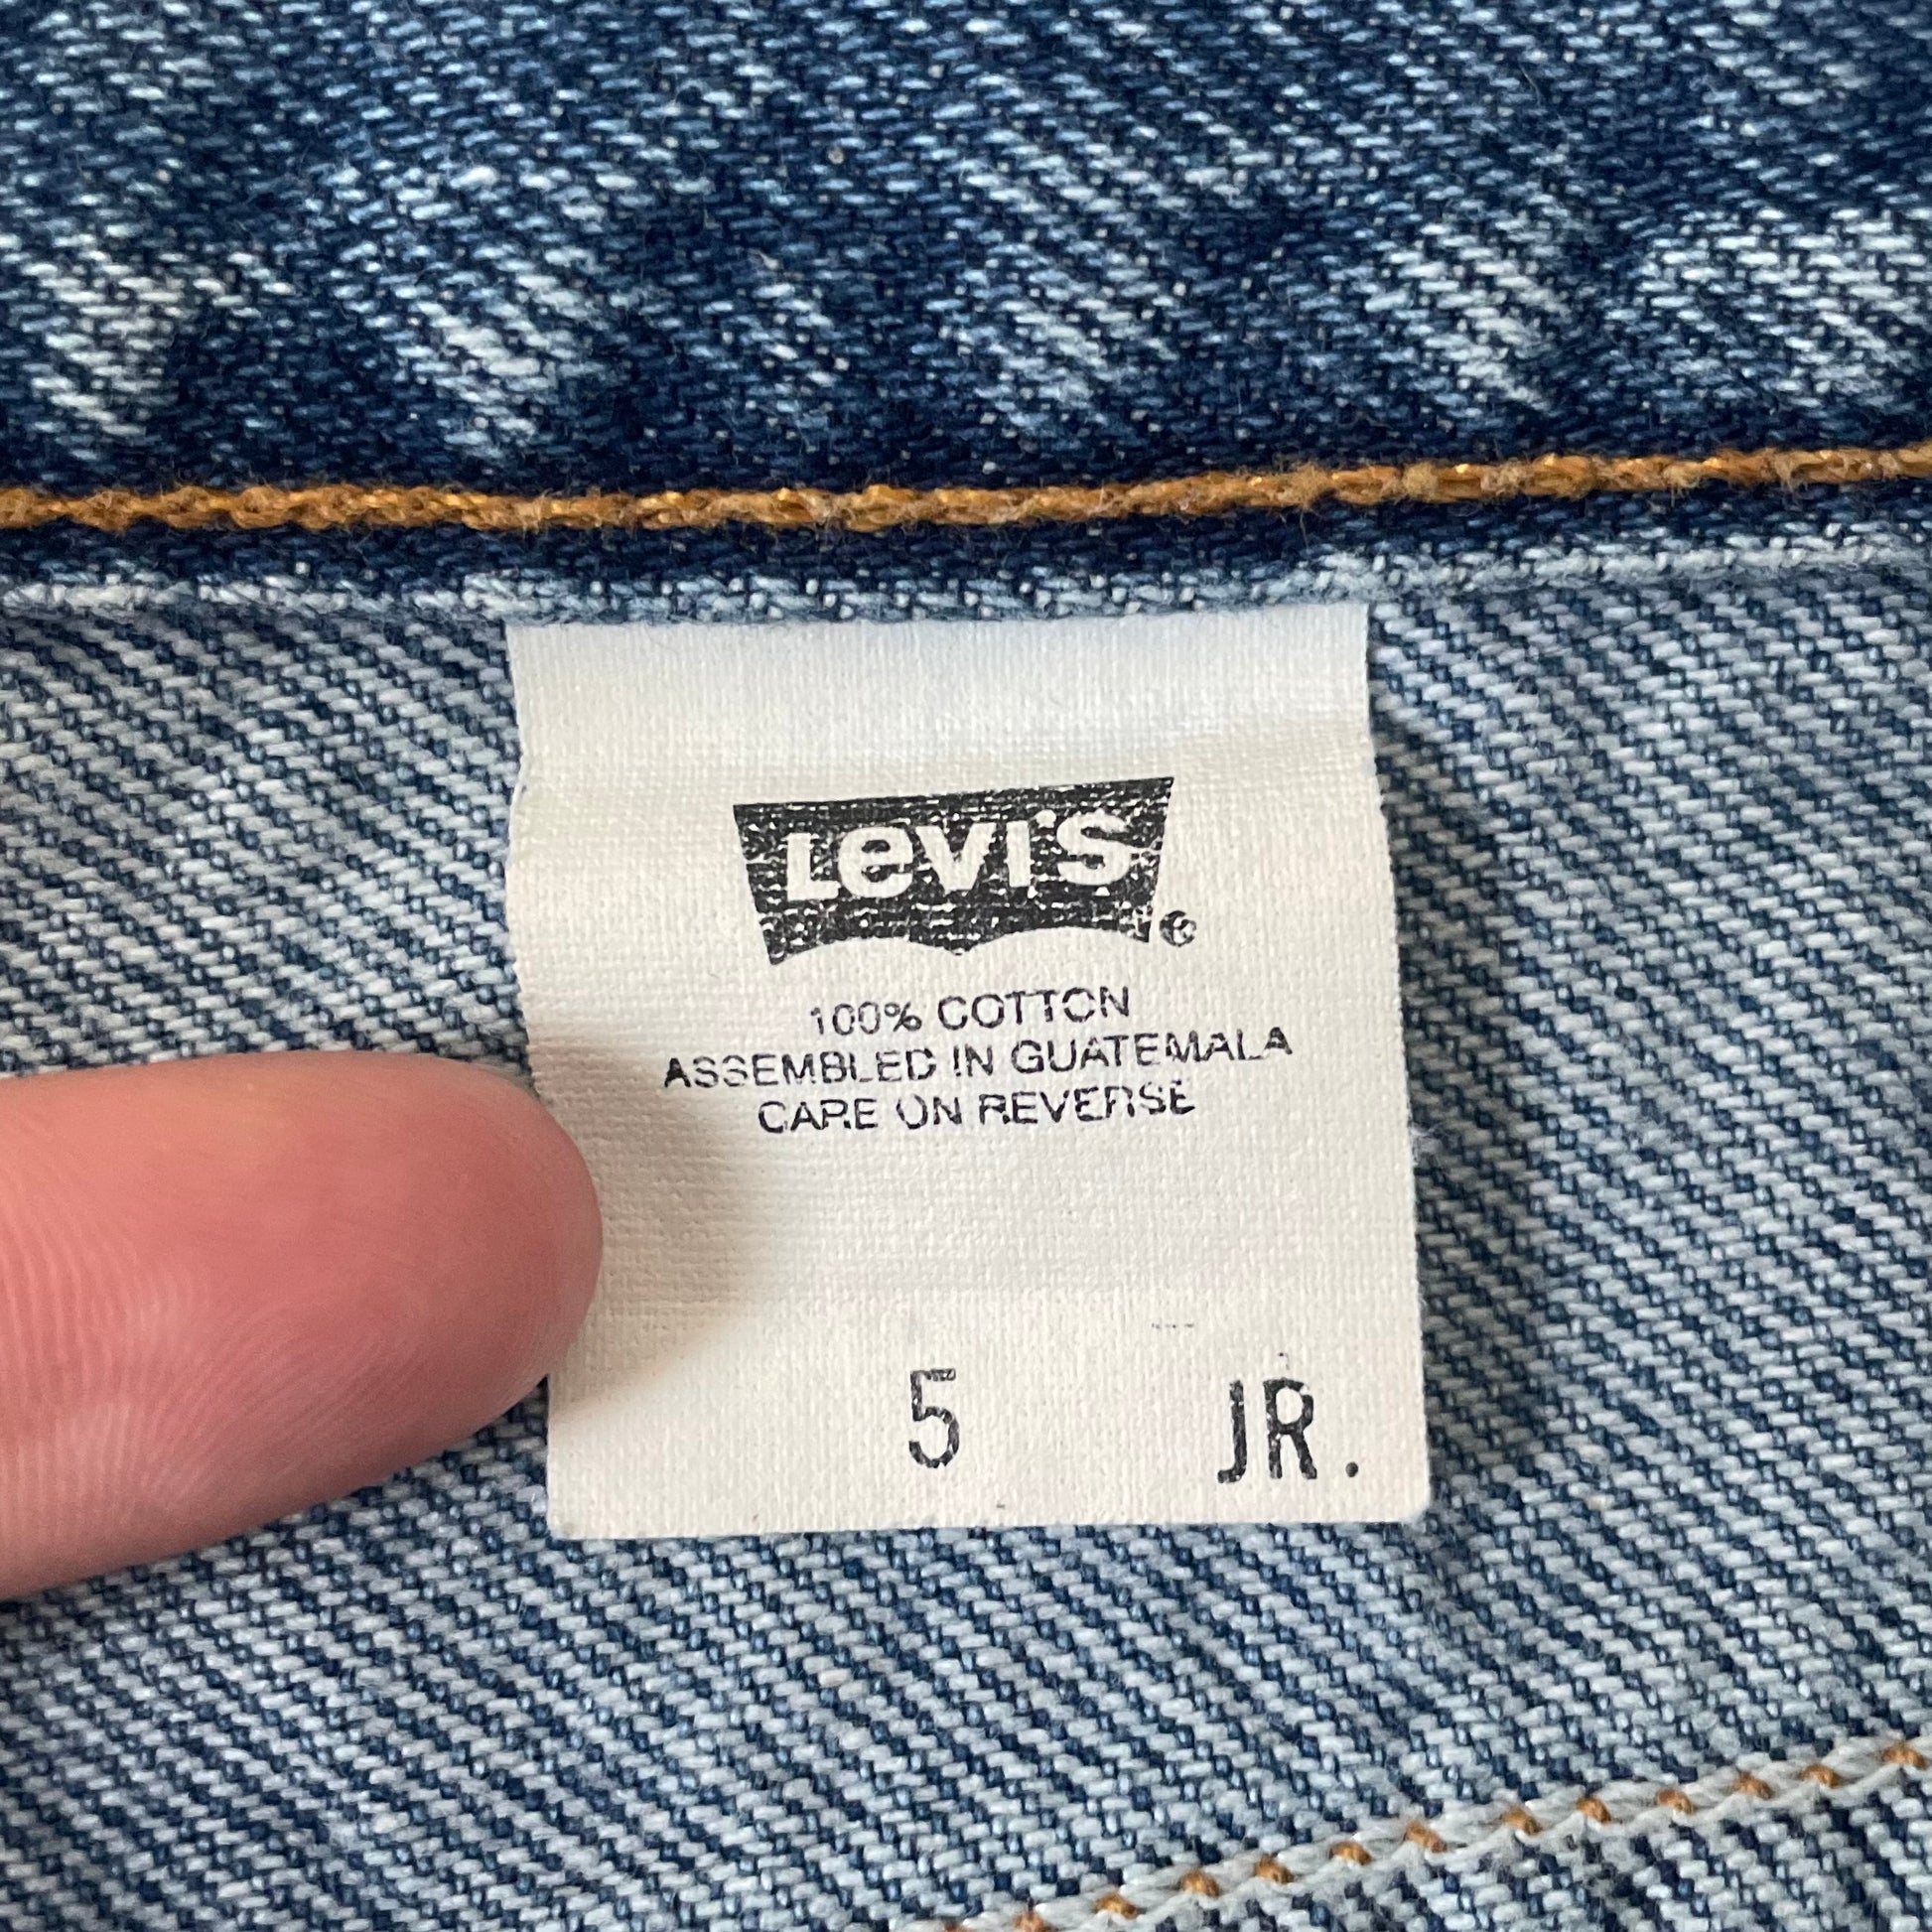 Levi's ®
100% COTTON
ASSEMBLED IN GUATEMALA
CARE ON REVERSE
5 JR.